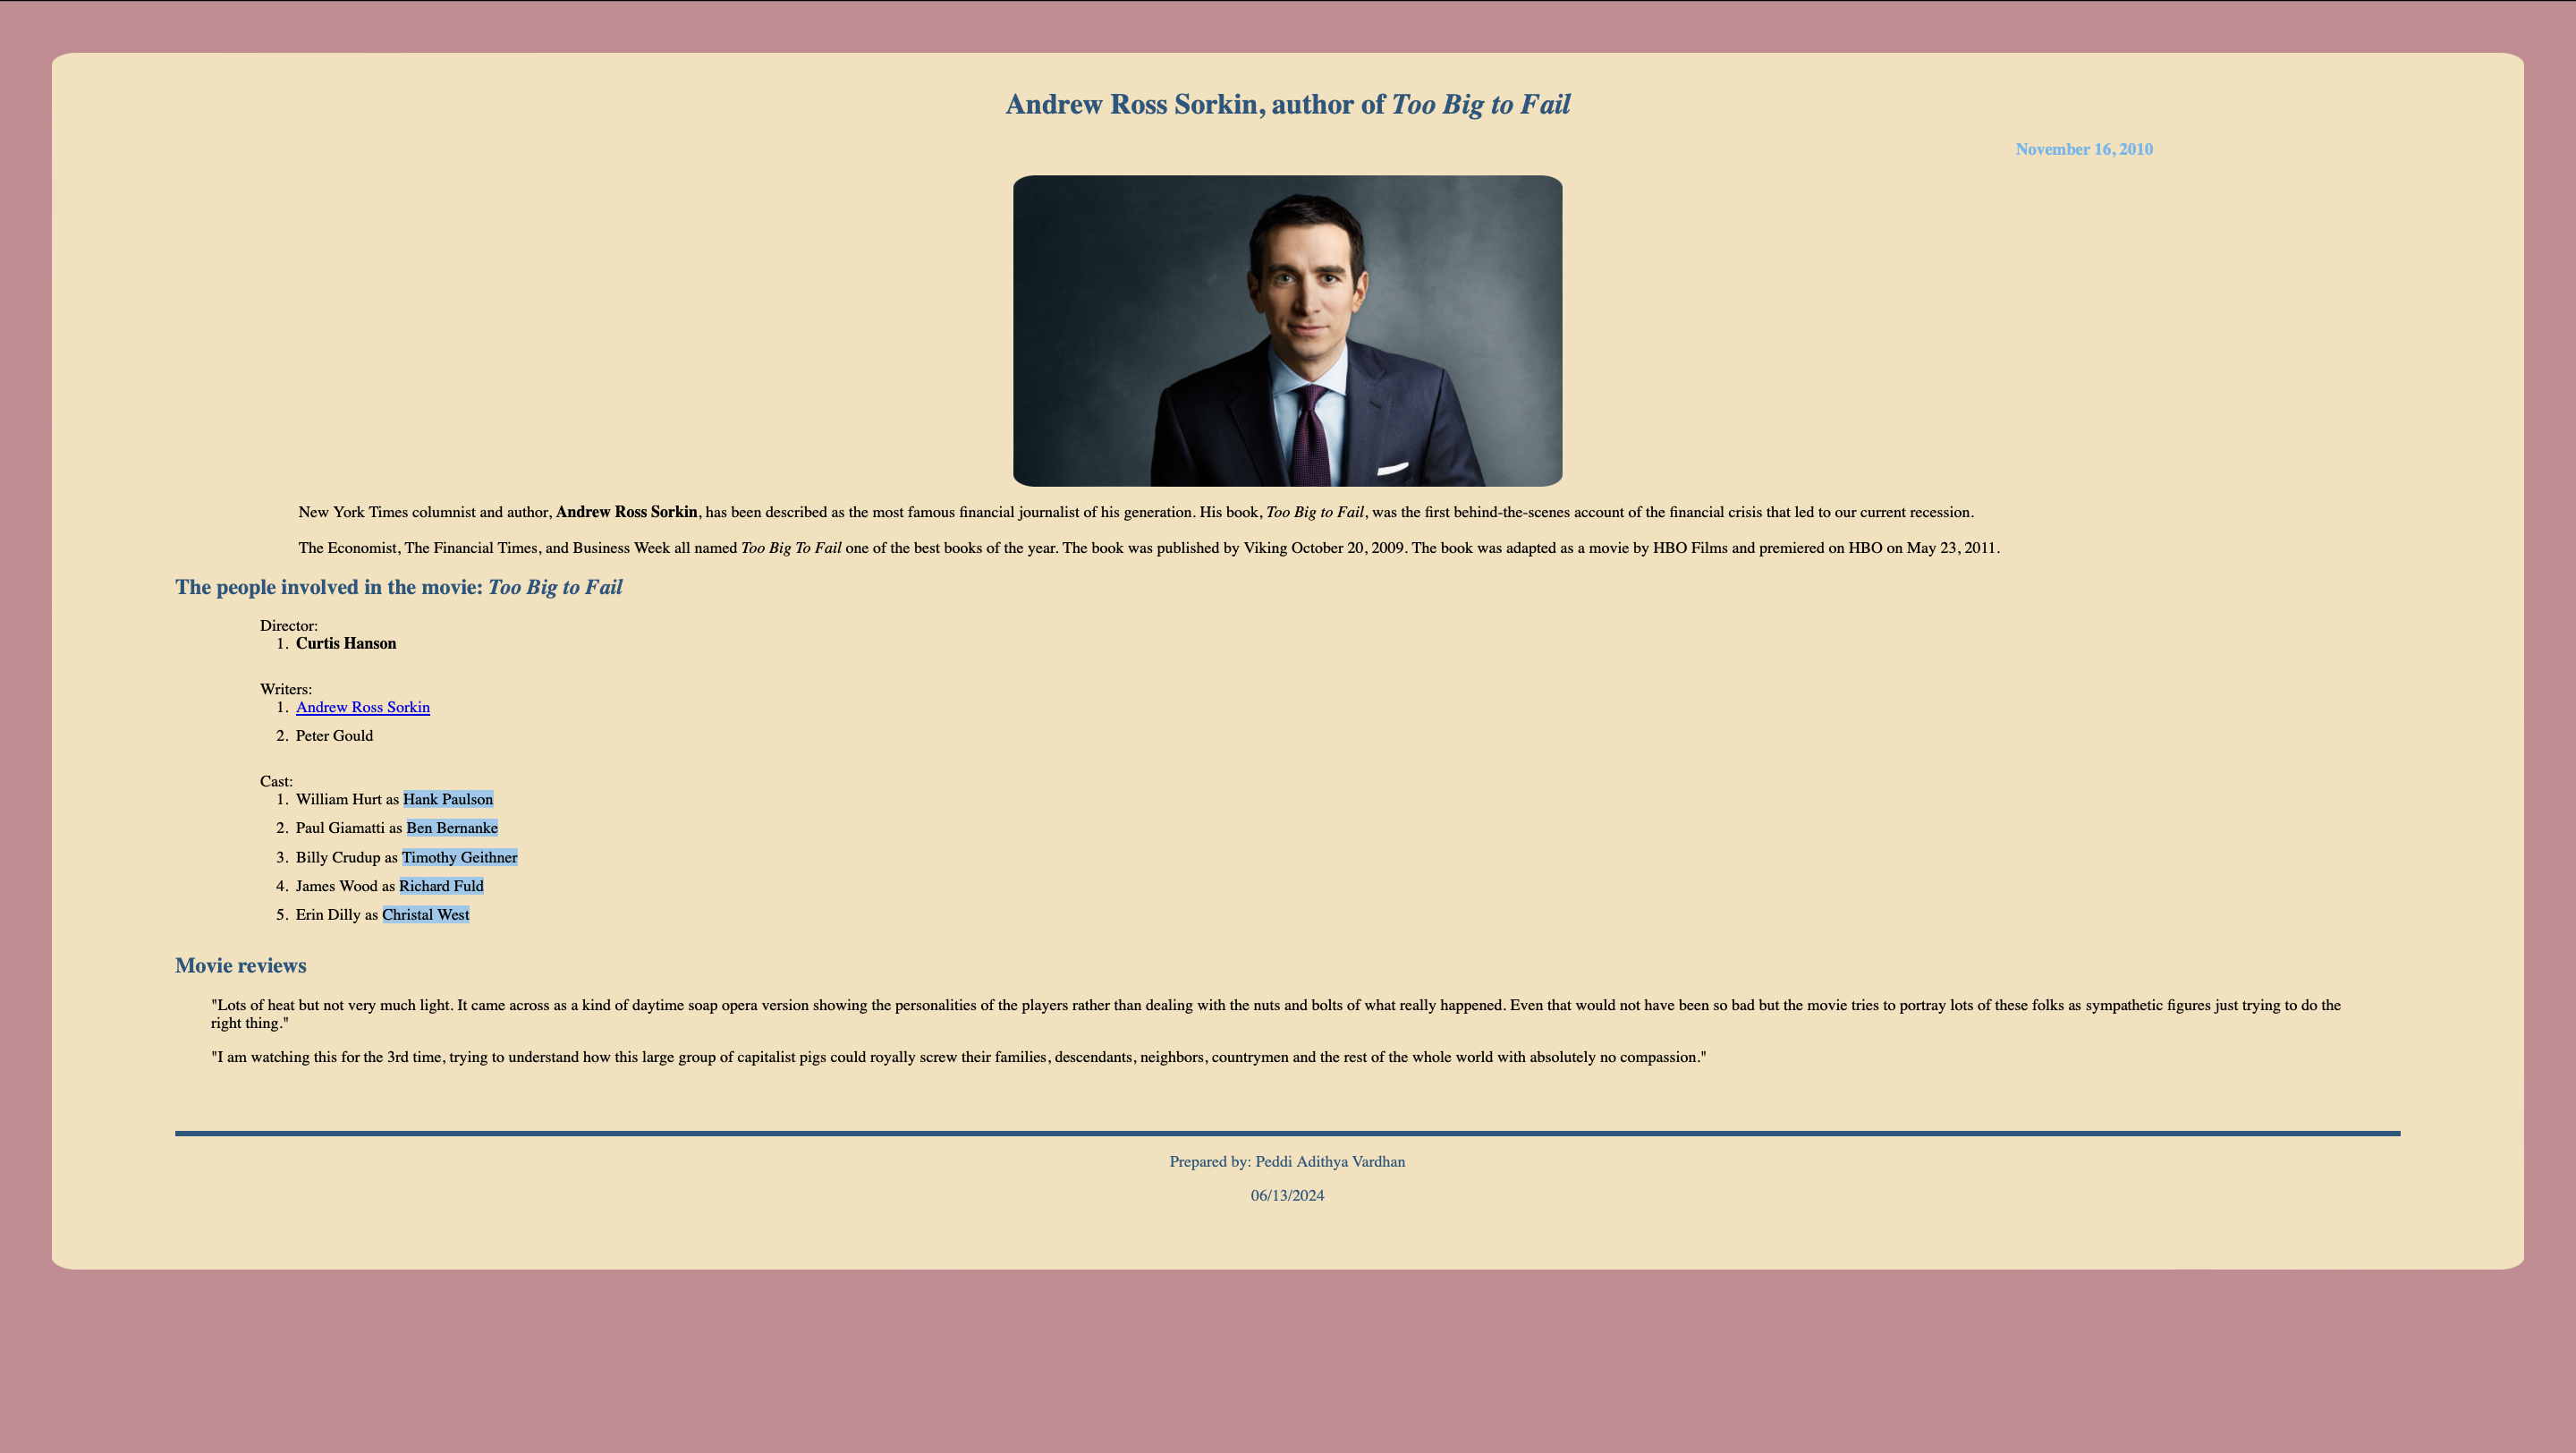 Andrew Ross Sorkin, author of Too Big to Fail
November 16, 2010
New York Times columnist and author, Andrew Ross Sorkin, has been described as the most famous financial journalist of his generation. His book, Too Big to Fail, was the first behind-the-scenes account of the financial crisis that led to our current recession.
The Economist, The Financial Times, and Business Week all named Too Big To Fail one of the best books of the year. The book was published by Viking October 20, 2009. The book was adapted as a movie by HBO Films and premiered on HBO on May 23, 2011.
The people involved in the movie: Too Big to Fail
Director:
1. Curtis Hanson
Writers:
1. Andrew Ross Sorkin
2. Peter Gould
Cast:
1. William Hurt as Hank Paulson
2. Paul Giamatti as Ben Bernanke
3. Billy Crudup as Timothy Geithner
4. James Wood as Richard Fuld
5. Erin Dilly as Christal West
Movie reviews
"Lots of heat but not very much light. It came across as a kind of daytime soap opera version showing the personalities of the players rather than dealing with the nuts and bolts of what really happened. Even that would not have been so bad but the movie tries to portray lots of these folks as sympathetic figures just trying to do the
right thing."
"I am watching this for the 3rd time, trying to understand how this large group of capitalist pigs could royally screw their families, descendants, neighbors, countrymen and the rest of the whole world with absolutely no compassion."
Prepared by: Peddi Adithya Vardhan
06/13/2024